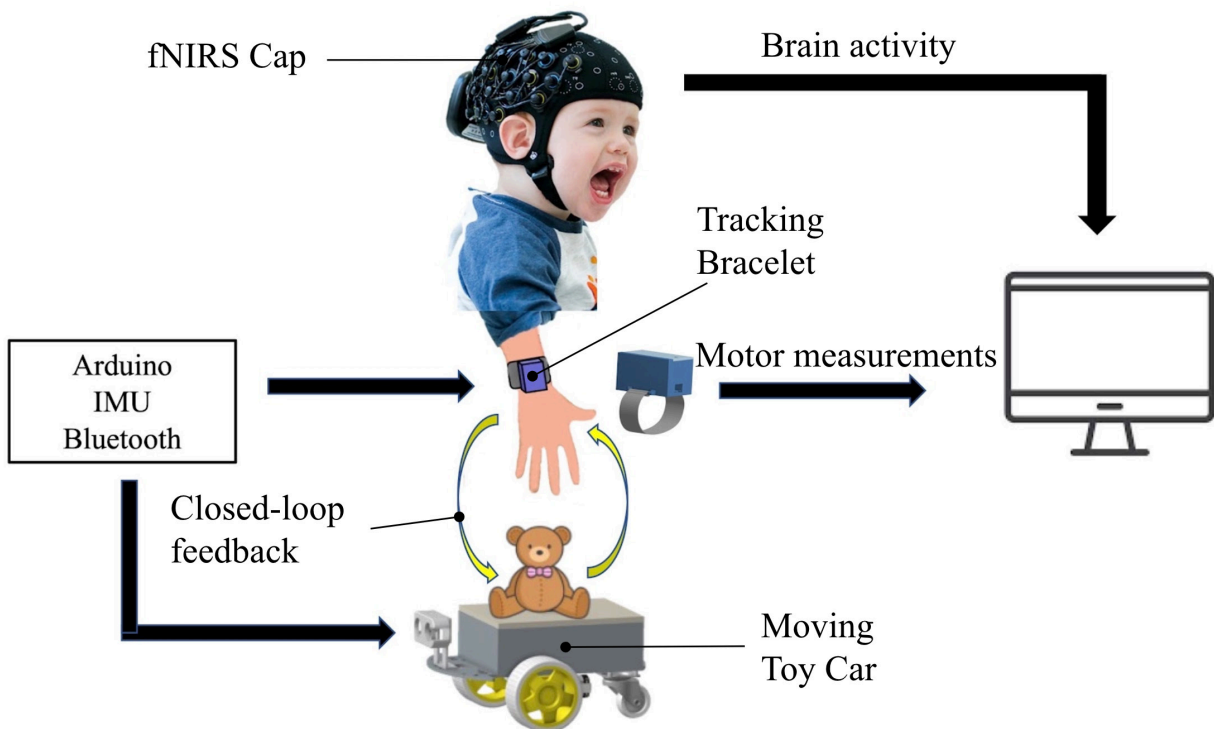 fNIRS Cap
Brain activity
Tracking
Bracelet
Arduino
IMU
Bluetooth
Motor measurements
Closed-loop
feedback
Moving
Toy Car